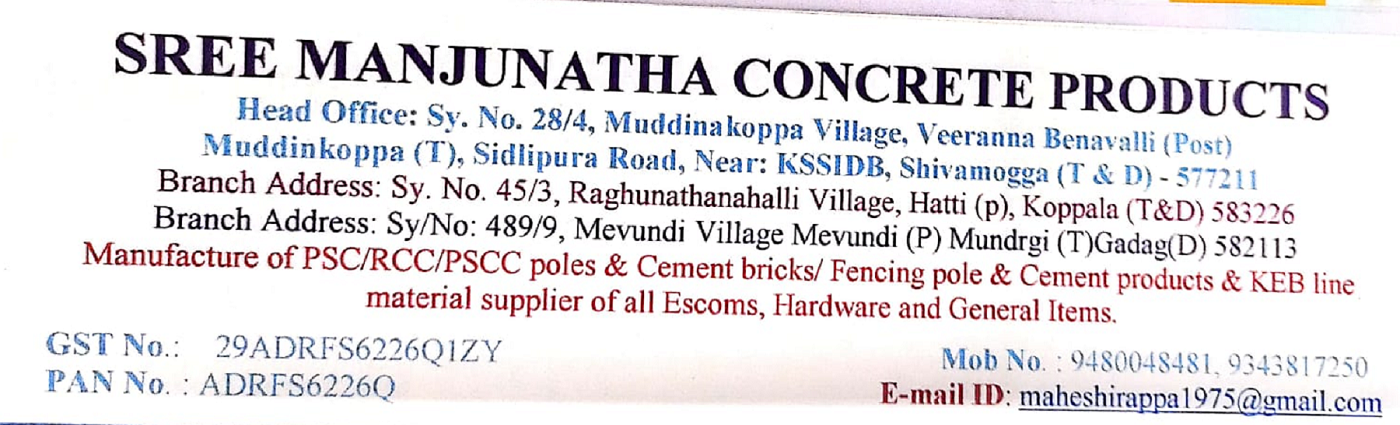 SREE MANJUNATHA CONCRETE PRODUCTS
Head Office: Sy. No. 28/4, Muddinakoppa Village, Veeranna Benavalli (Post)
Muddinkoppa (T), Sidlipura Road, Near: KSSIDB, Shivamogga (T & D) - 577211
Branch Address: Sy. No. 45/3, Raghunathanahalli Village, Hatti (p), Koppala (T&D) 583226
Branch Address: Sy/No: 489/9, Mevundi Village Mevundi (P) Mundrgi (T)Gadag(D) 582113
Manufacture of PSC/RCC/PSCC poles & Cement bricks/ Fencing pole & Cement products & KEB line
material supplier of all Escoms, Hardware and General Items.
GST No.: 29ADRFS6226Q1ZY
Mob No. : 9480048481, 9343817250
PAN No. : ADRFS6226Q
E-mail ID: maheshirappa1975@gmail.com